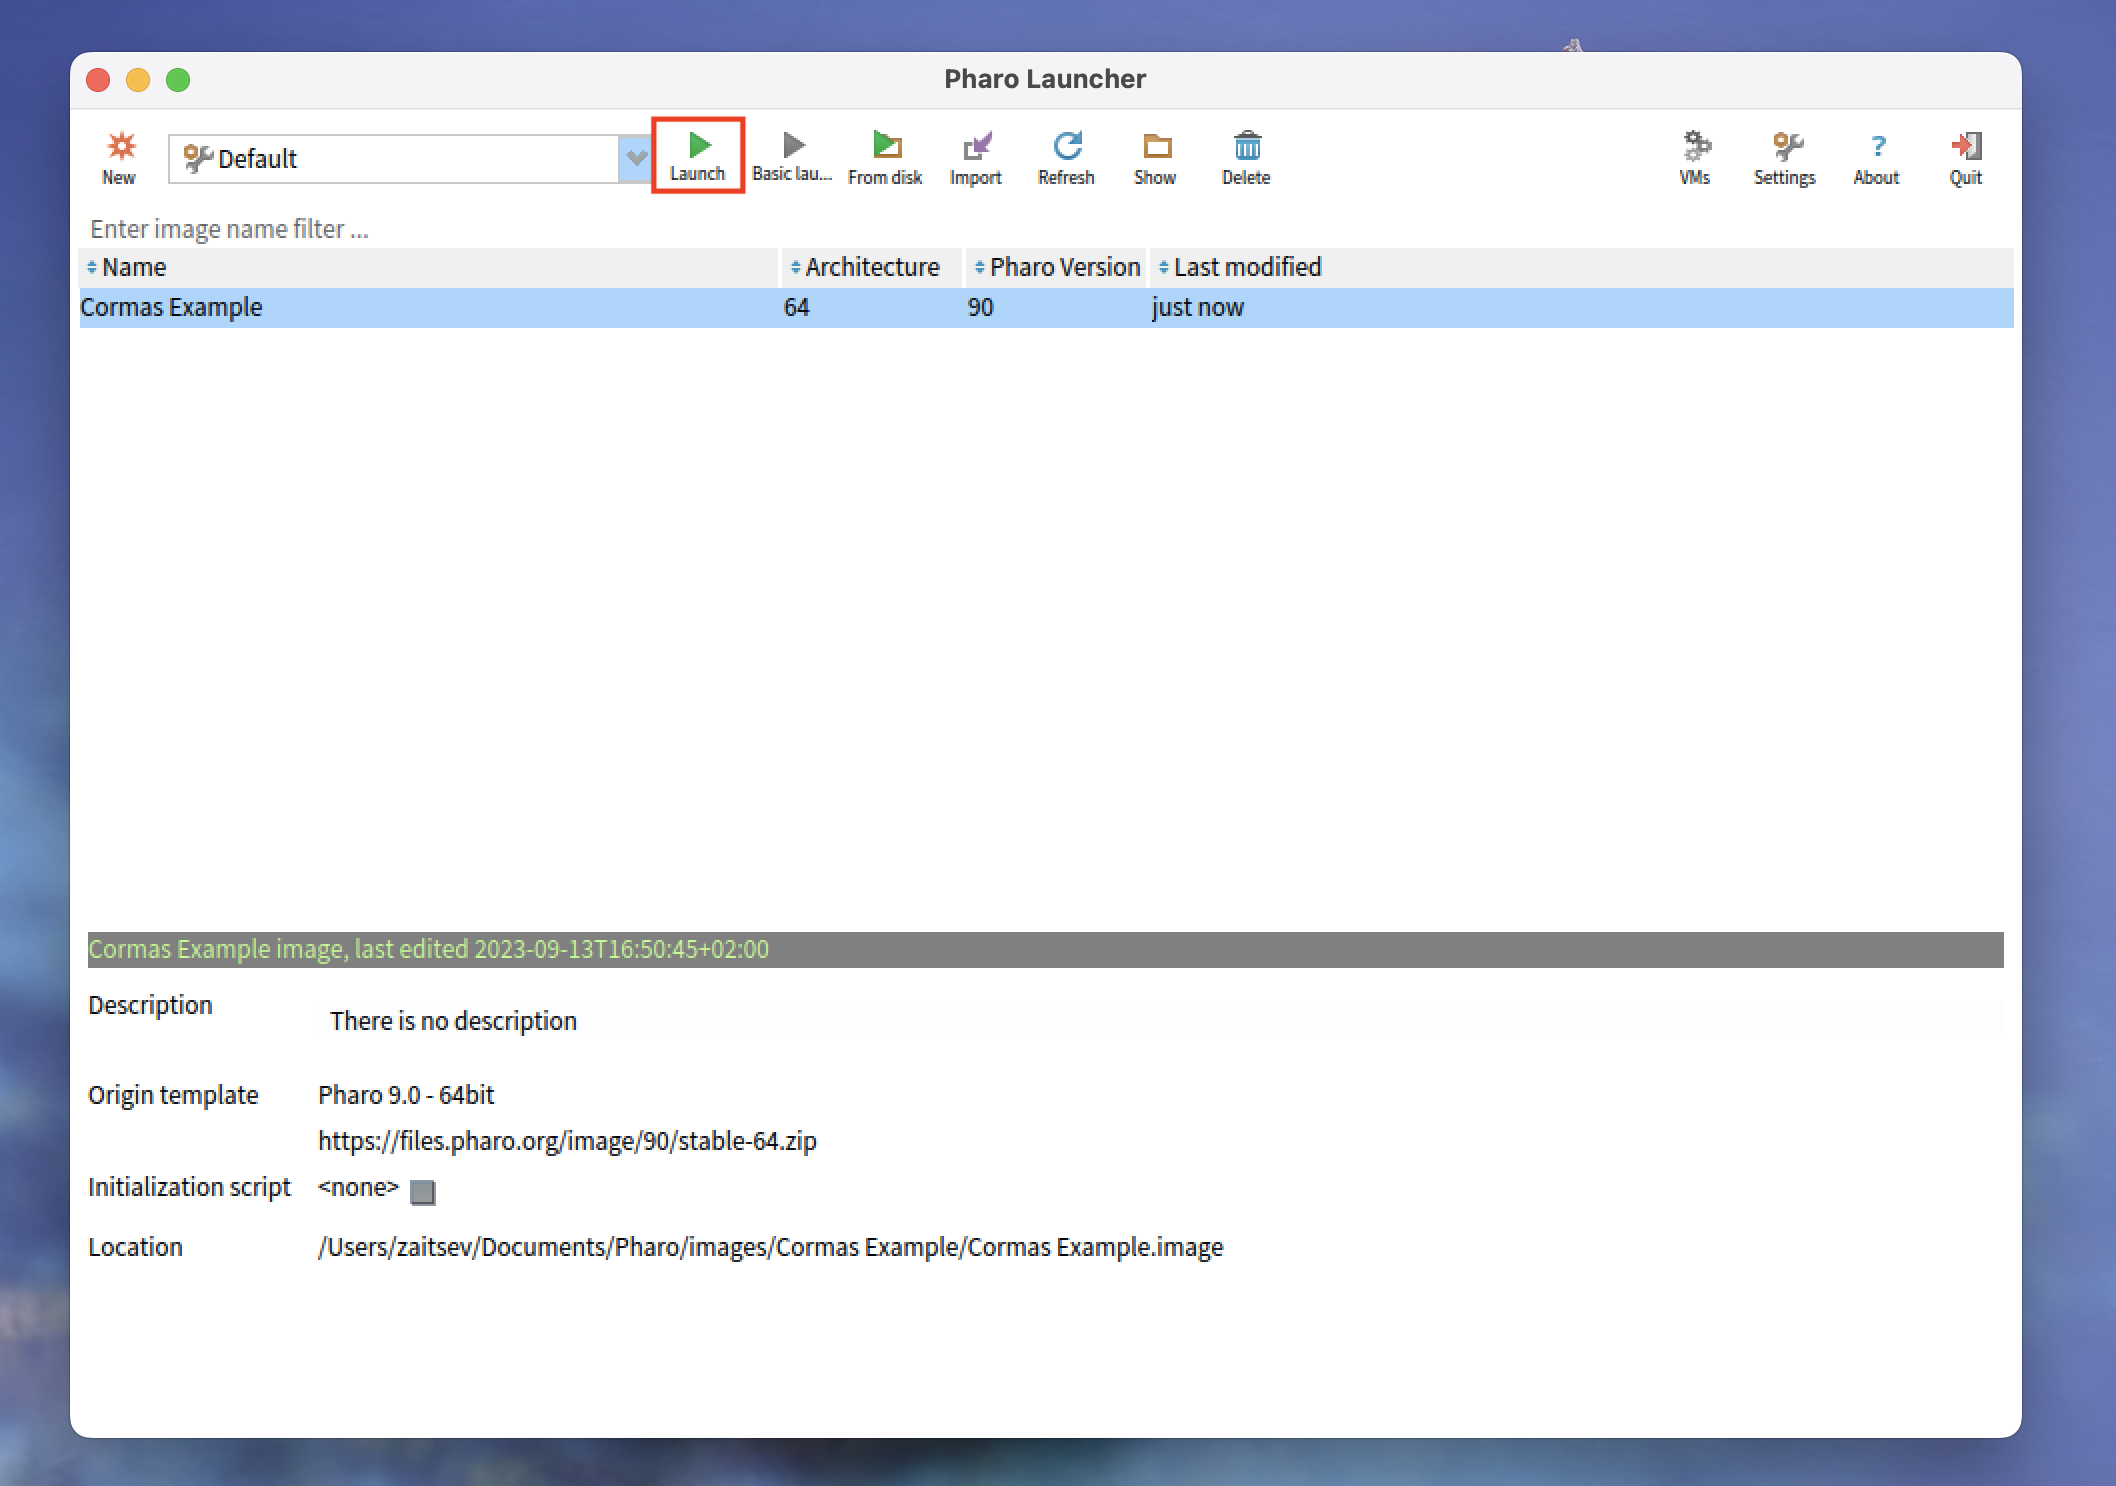 Pharo Launcher
New
Default
Launch
Basic lau...
From disk
Import
Refresh
Show
Delete
VMs
Settings
About
Quit
Enter image name filter ...
Name Architecture Pharo Version Last modified
Cormas Example 64 90 just now
Cormas Example image, last edited 2023-09-13T16:50:45+02:00
Description There is no description
Origin template Pharo 9.0 - 64bit
https://files.pharo.org/image/90/stable-64.zip
Initialization script <none>
Location /Users/zaitsev/Documents/Pharo/images/Cormas Example/Cormas Example.image